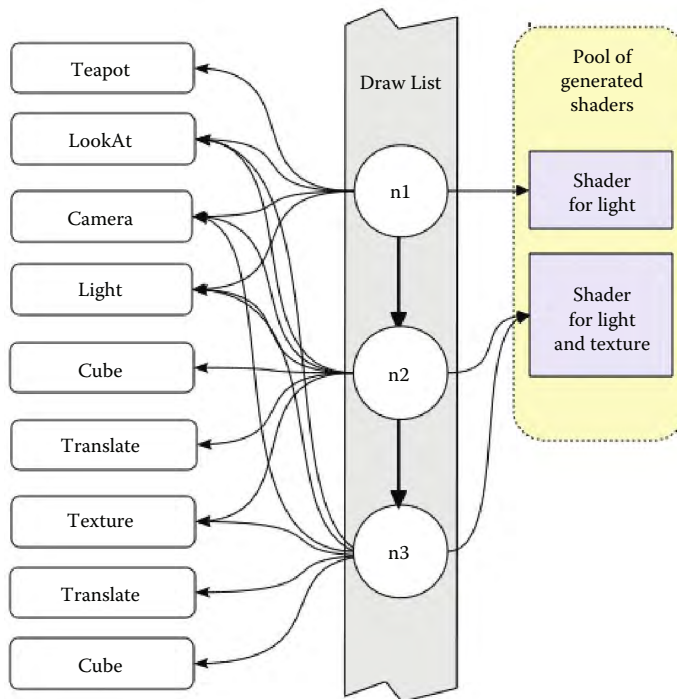 Teapot
LookAt
Camera
Light
Cube
Translate
Texture
Translate
Cube
Draw List
n1
n2
n3
Pool of
generated
shaders
Shader
for light
Shader
for light
and texture